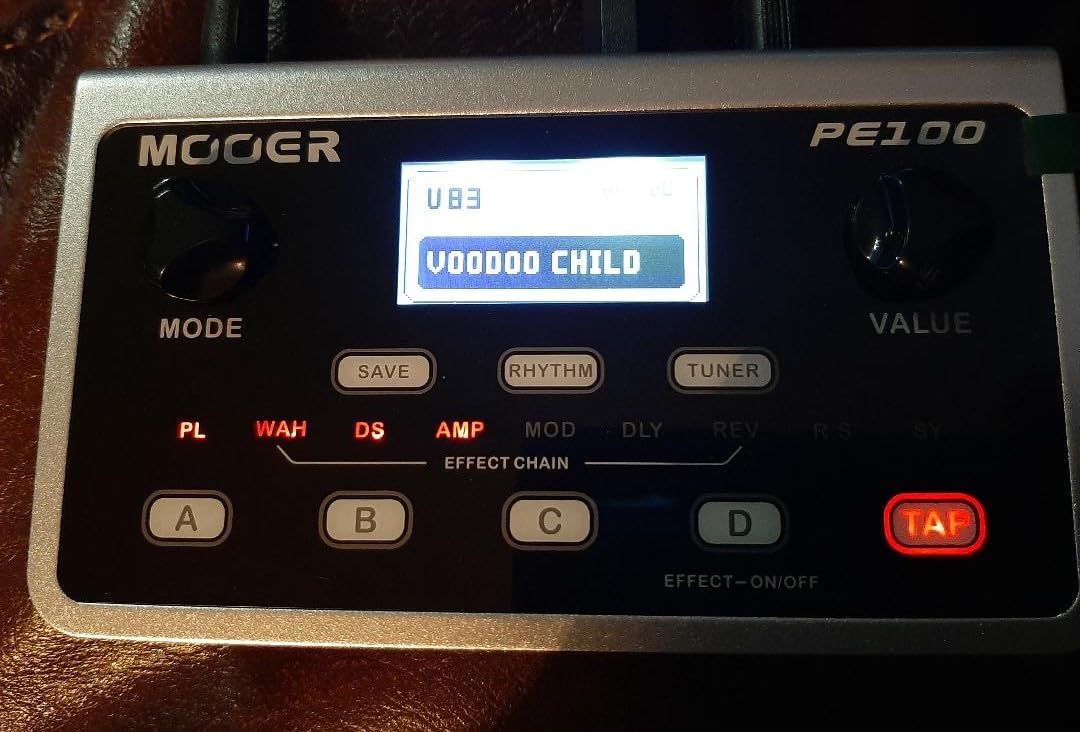 MOOER PE100
U83
VOODOO CHILD
MODE VALUE
SAVE RHYTHM TUNER
PL WAH DS AMP MOD DLY REV R S SY
EFFECT CHAIN
A B C D TAP
EFFECT-ON/OFF